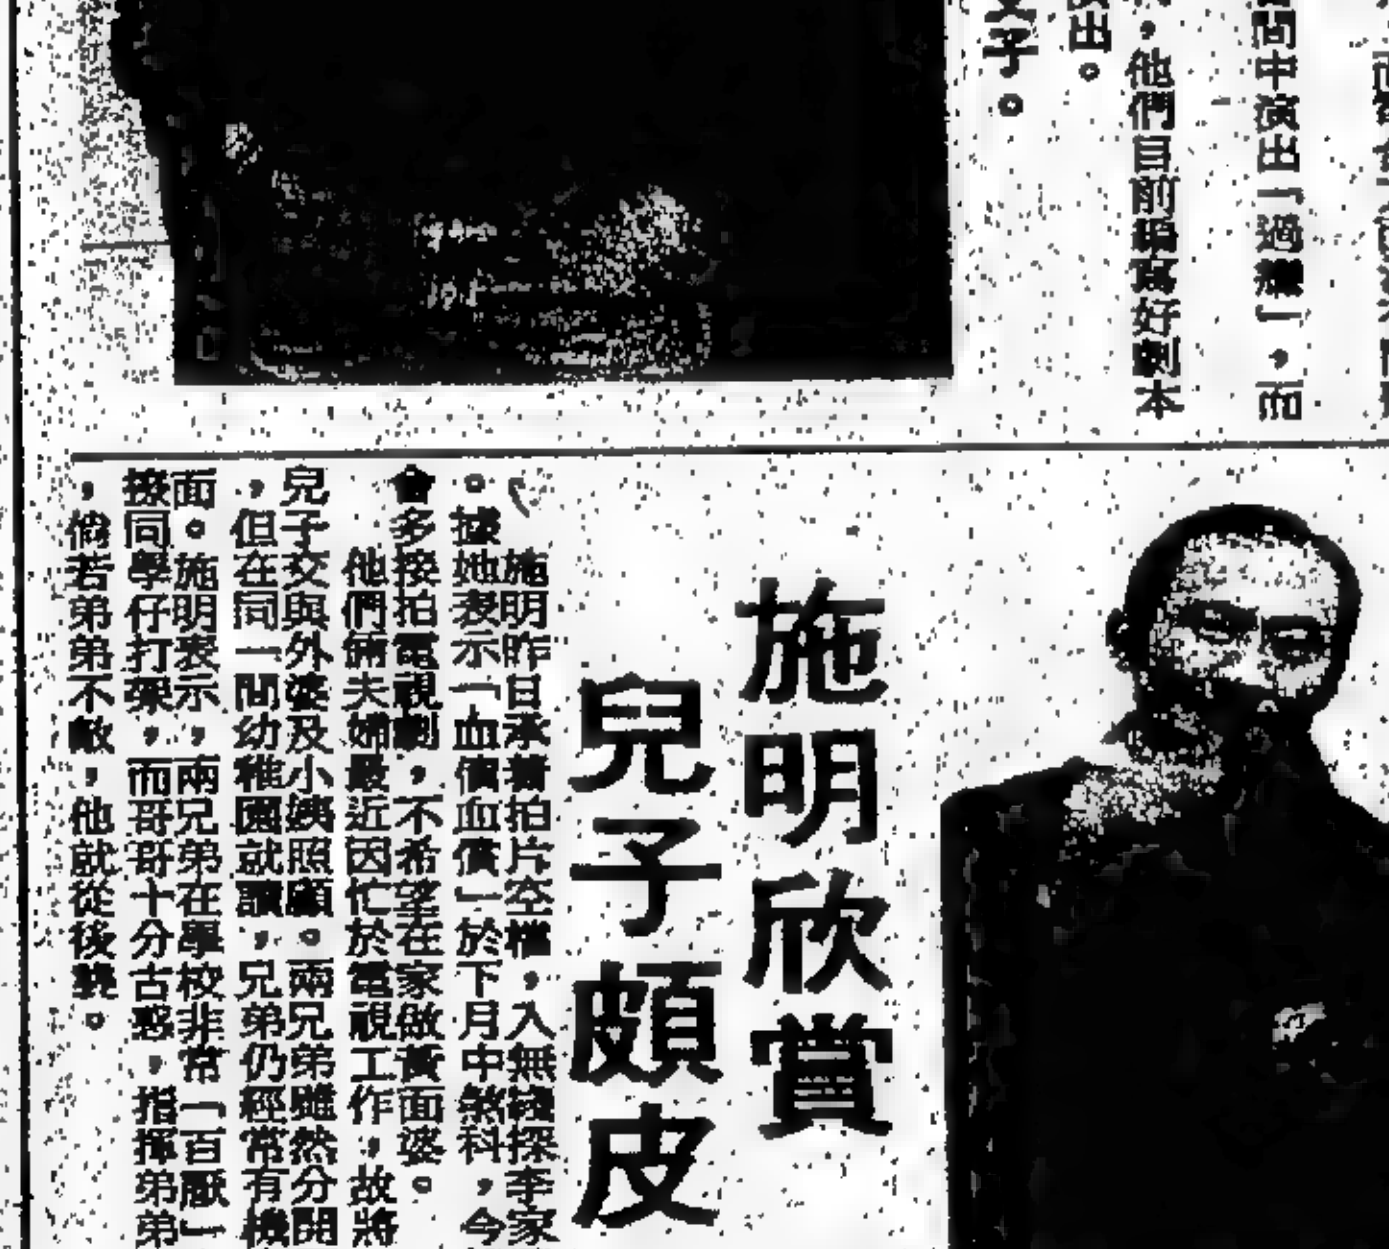 間中演出「過癮」，而
，他們目前編寫好劇本
演出。
子。
施明欣賞
兒子頗皮
施明昨日承着拍片空檔，入無綫探李家
。據她表示「血債血償」於下月中煞科，今
會多接拍電視劇，不希望在家做黃面婆。
他們倆夫婦最近因忙於電視工作，故將
兒子交與外婆及小姨照顧。兩兄弟雖然分開
，但在同一間幼稚園就讀，兄弟仍經常有機
面。施明表示，兩兄弟在學校非常「百厭」
撩同學仔打架，而哥哥十分古惑，指揮弟弟
，倘若弟弟不敵，他就從後襲。